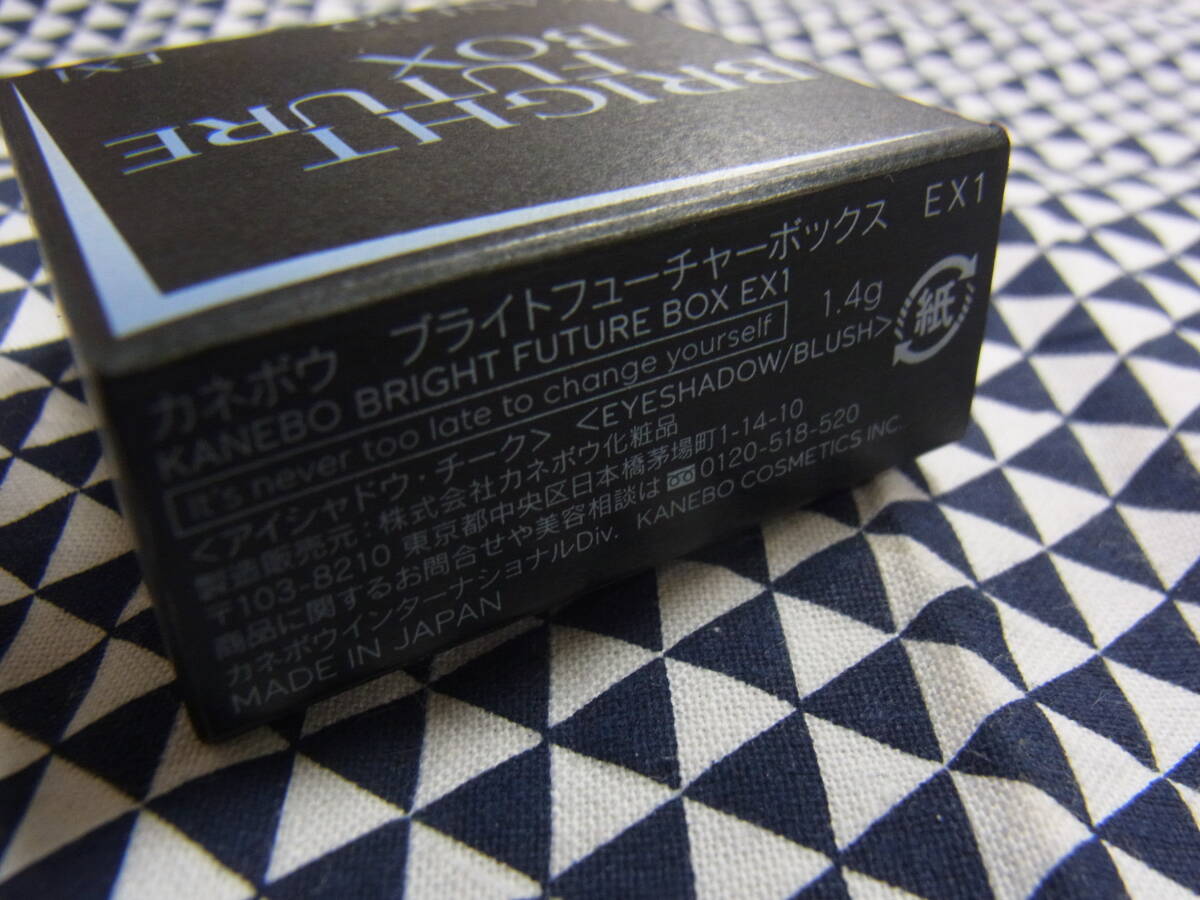 BRIGHT
FUTURE
BOX
EX1
カネボウ ブライトフューチャーボックス EX1
KANEBO BRIGHT FUTURE BOX EX1
It's never too late to change yourself 1.4g
<アイシャドウ・チーク> <EYESHADOW/BLUSH>
紙
製造販売元:株式会社カネボウ化粧品
〒103-8210 東京都中央区日本橋茅場町1-14-10
商品に関するお問合せや美容相談は 0120-518-520
カネボウインターナショナルDiv. KANEBO COSMETICS INC.
MADE IN JAPAN